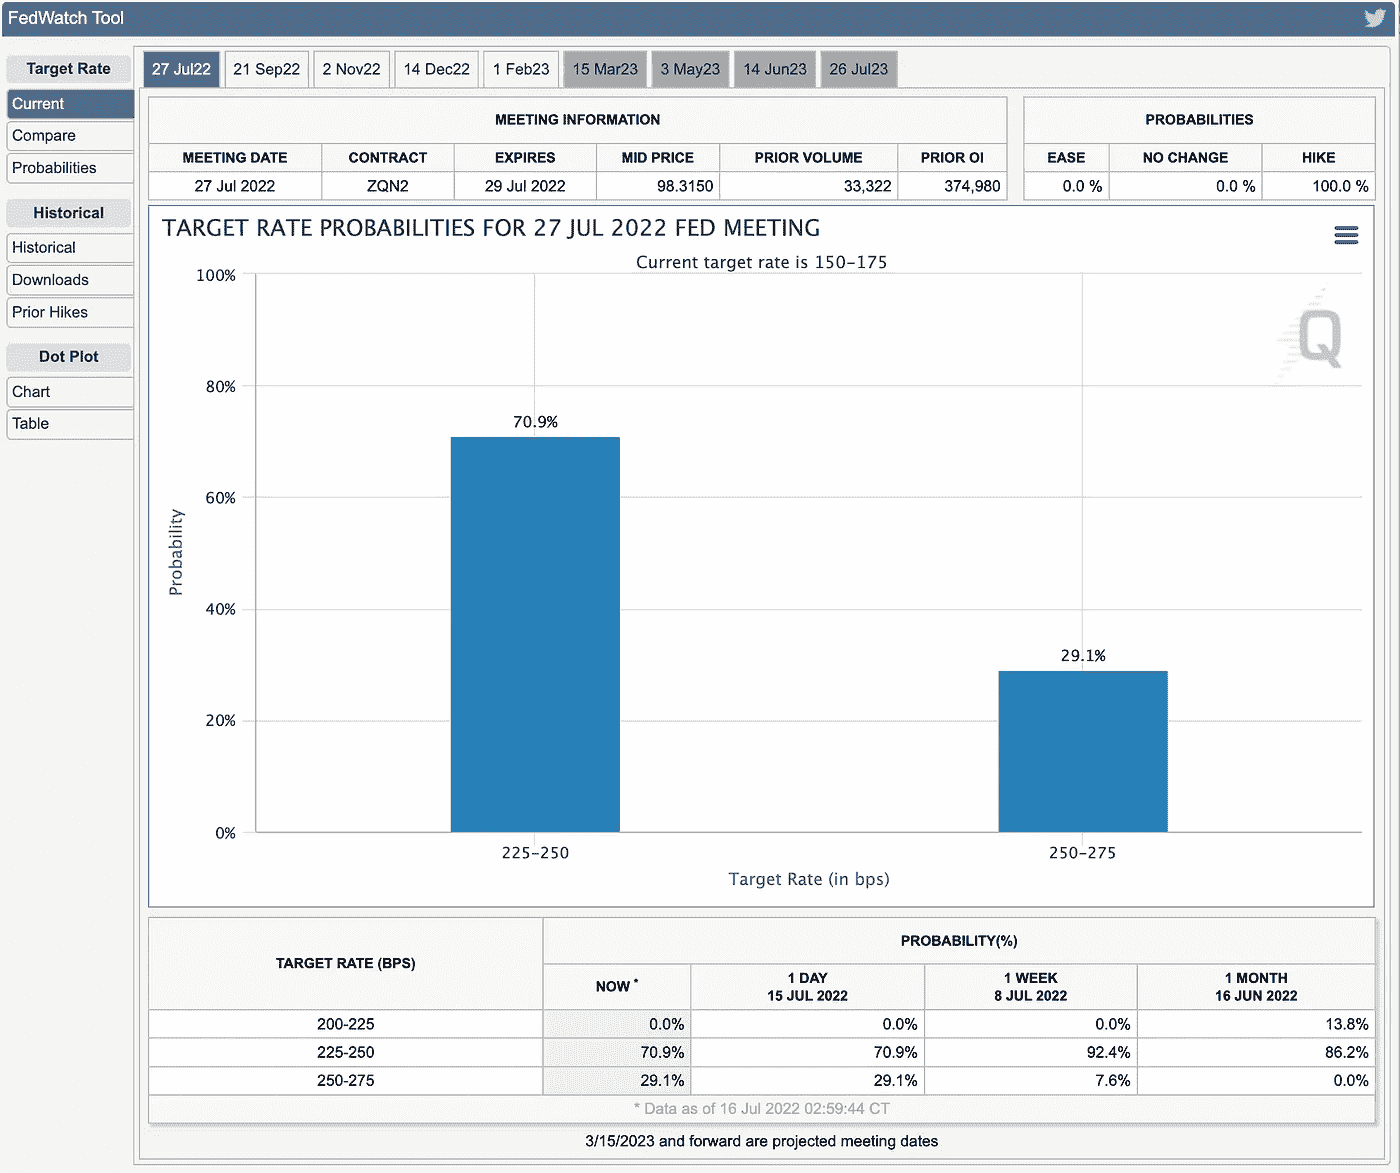 FedWatch Tool
Target Rate
Current
Compare
Probabilities
Historical
Historical
Downloads
Prior Hikes
Dot Plot
Chart
Table
27 Jul22 21 Sep22 2 Nov22 14 Dec22 1 Feb23 15 Mar23 3 May23 14 Jun23 26 Jul23
MEETING INFORMATION
MEETING DATE CONTRACT EXPIRES MID PRICE PRIOR VOLUME PRIOR OI
27 Jul 2022 ZQN2 29 Jul 2022 98.3150 33,322 374,980
PROBABILITIES
EASE NO CHANGE HIKE
0.0 % 0.0 % 100.0 %
TARGET RATE PROBABILITIES FOR 27 JUL 2022 FED MEETING
Current target rate is 150-175
Q
Probability
100%
80%
60%
40%
20%
0%
70.9%
29.1%
225-250 250-275
Target Rate (in bps)
TARGET RATE (BPS)
PROBABILITY(%)
NOW *
1 DAY
15 JUL 2022
1 WEEK
8 JUL 2022
1 MONTH
16 JUN 2022
200-225 0.0% 0.0% 0.0% 13.8%
225-250 70.9% 70.9% 92.4% 86.2%
250-275 29.1% 29.1% 7.6% 0.0%
* Data as of 16 Jul 2022 02:59:44 CT
3/15/2023 and forward are projected meeting dates